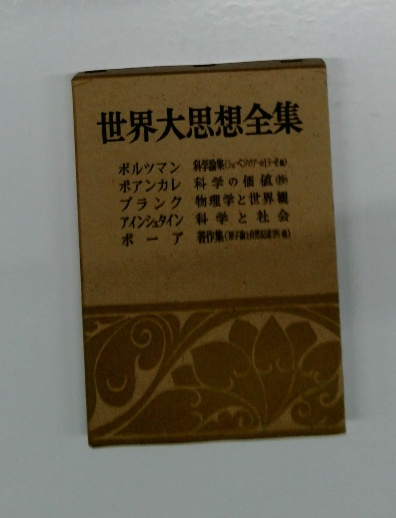 世界大思想全集
ボルツマン 科学論集
ポアンカレ 科学の価値(抄)
プランク 物理学と世界観
アインシュタイン 科学と社会
ボーア 著作集